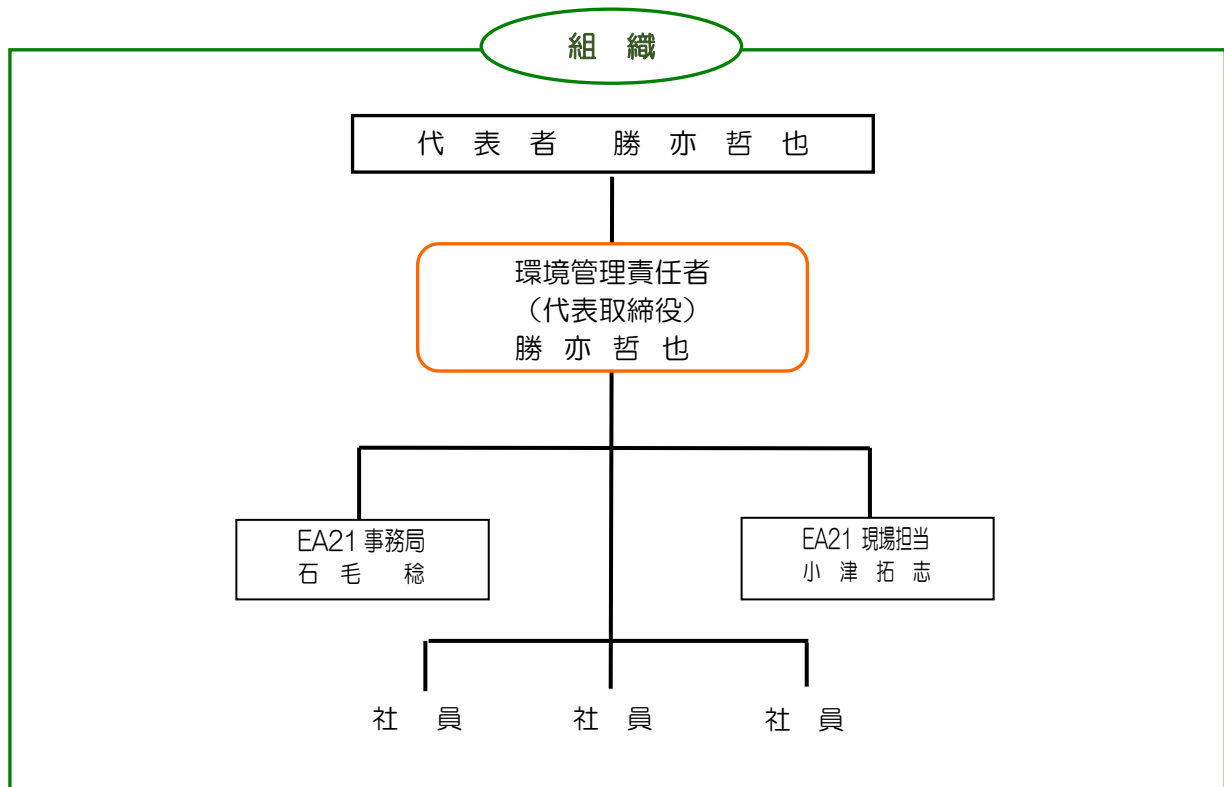 組 織
代 表 者 勝 亦 哲 也
環境管理責任者
（代表取締役）
勝 亦 哲 也
EA21 事務局
石 毛 稔
EA21 現場担当
小 津 拓 志
社 員 社 員 社 員